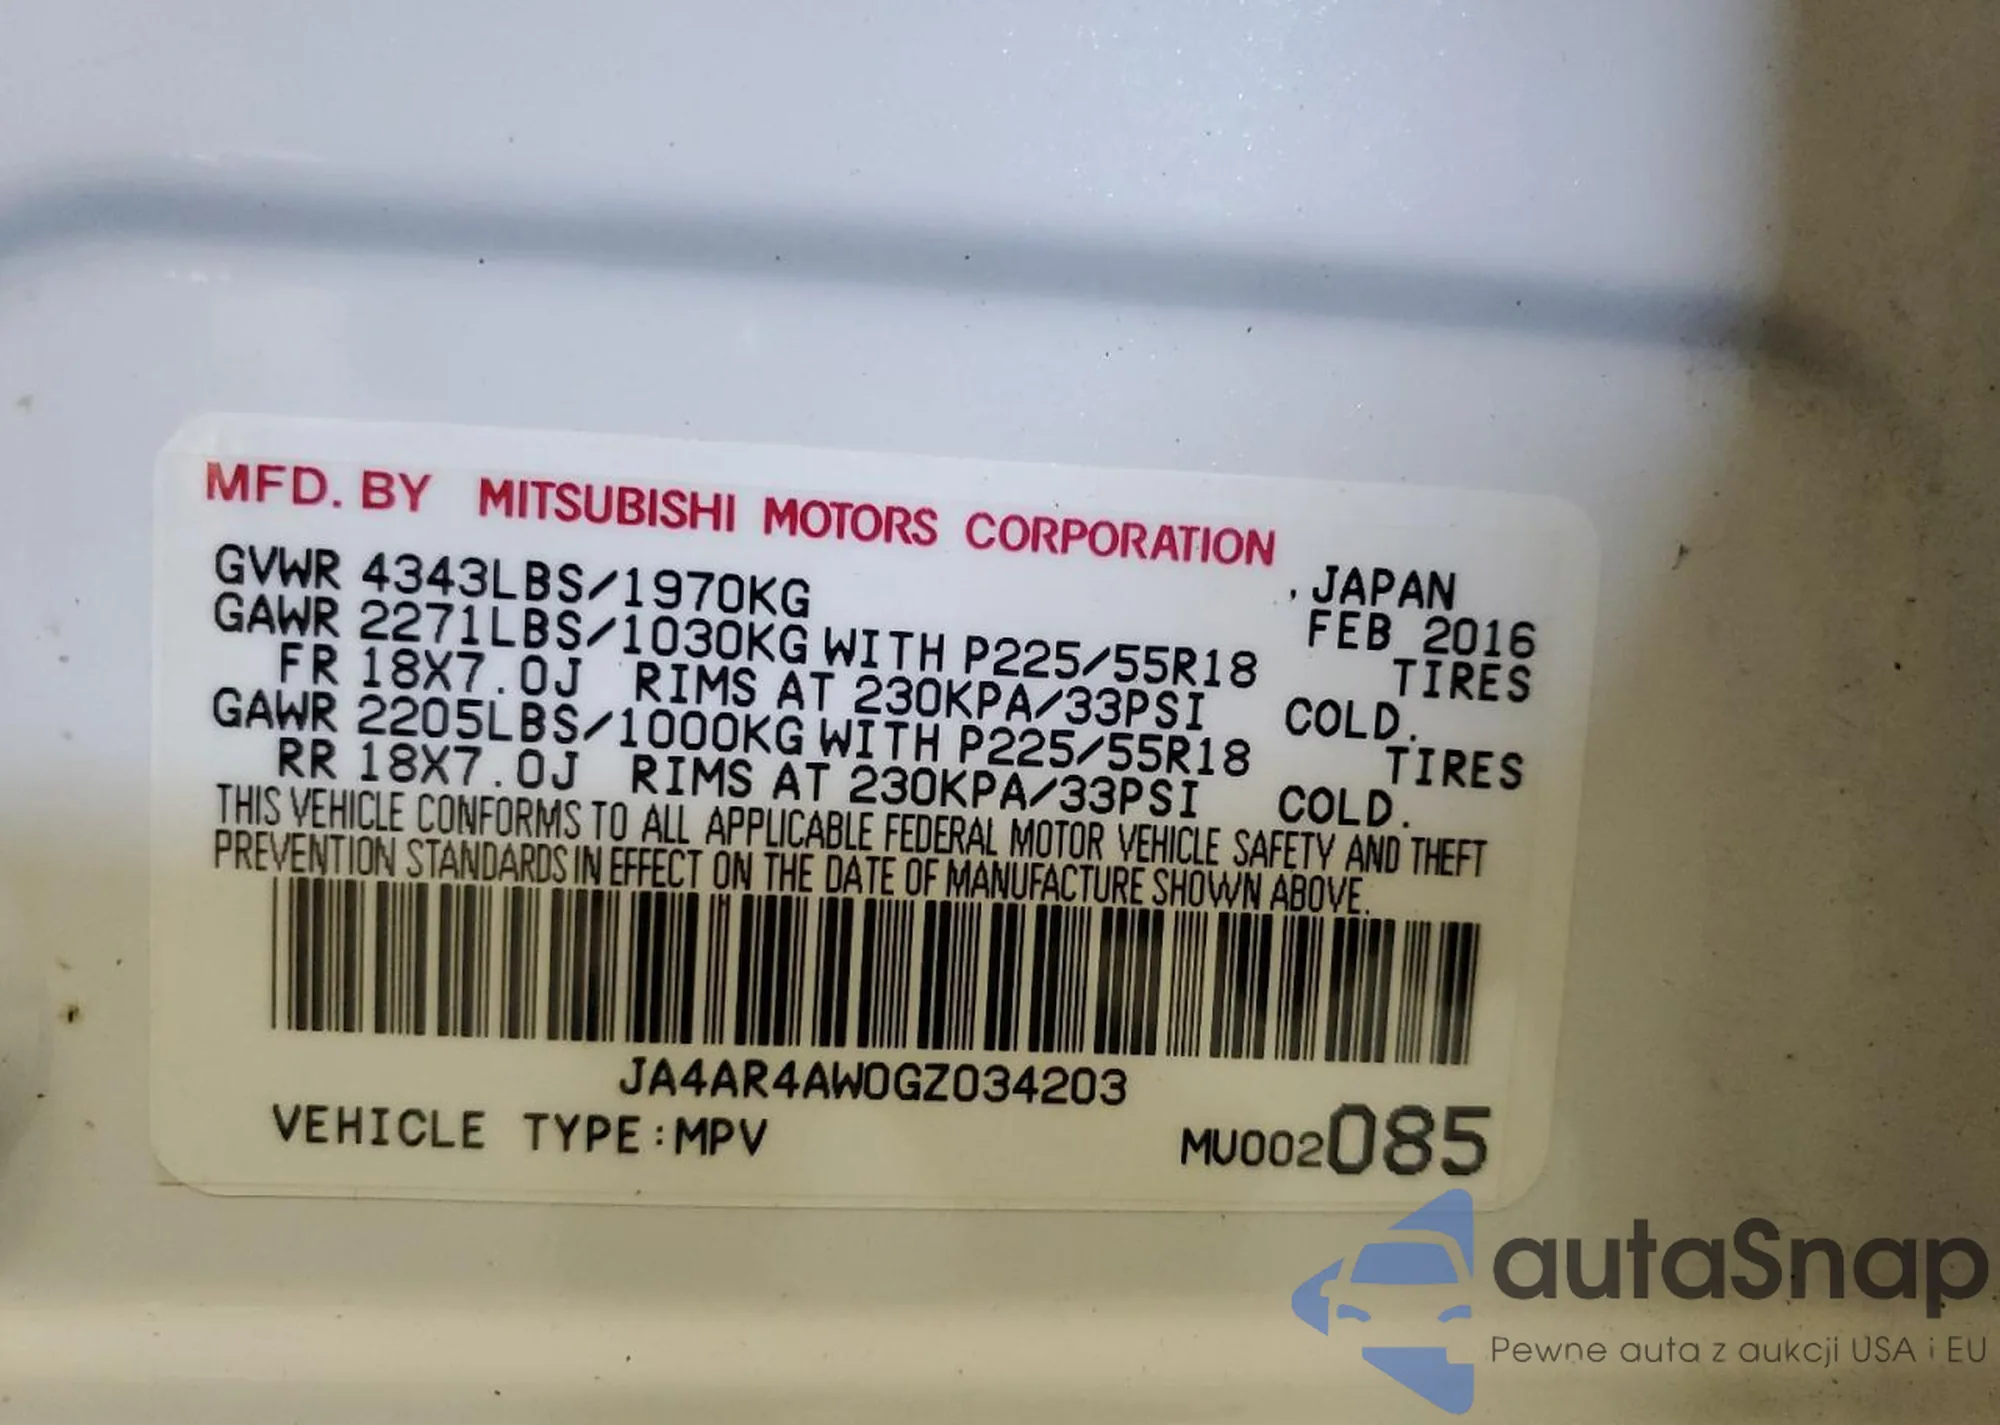 MFD. BY MITSUBISHI MOTORS CORPORATION
GVWR 4343LBS/1970KG JAPAN
FEB 2016
GAWR 2271LBS/1030KG WITH P225/55R18 TIRES
FR 18X7.0J RIMS AT 230KPA/33PSI COLD.
GAWR 2205LBS/1000KG WITH P225/55R18 TIRES
RR 18X7.0J RIMS AT 230KPA/33PSI COLD.
THIS VEHICLE CONFORMS TO ALL APPLICABLE FEDERAL MOTOR VEHICLE SAFETY AND THEFT
PREVENTION STANDARDS IN EFFECT ON THE DATE OF MANUFACTURE SHOWN ABOVE.
JA4AR4AW0GZ034203
VEHICLE TYPE:MPV MU002085
autaSnap
Pewne auta z aukcji USA i EU